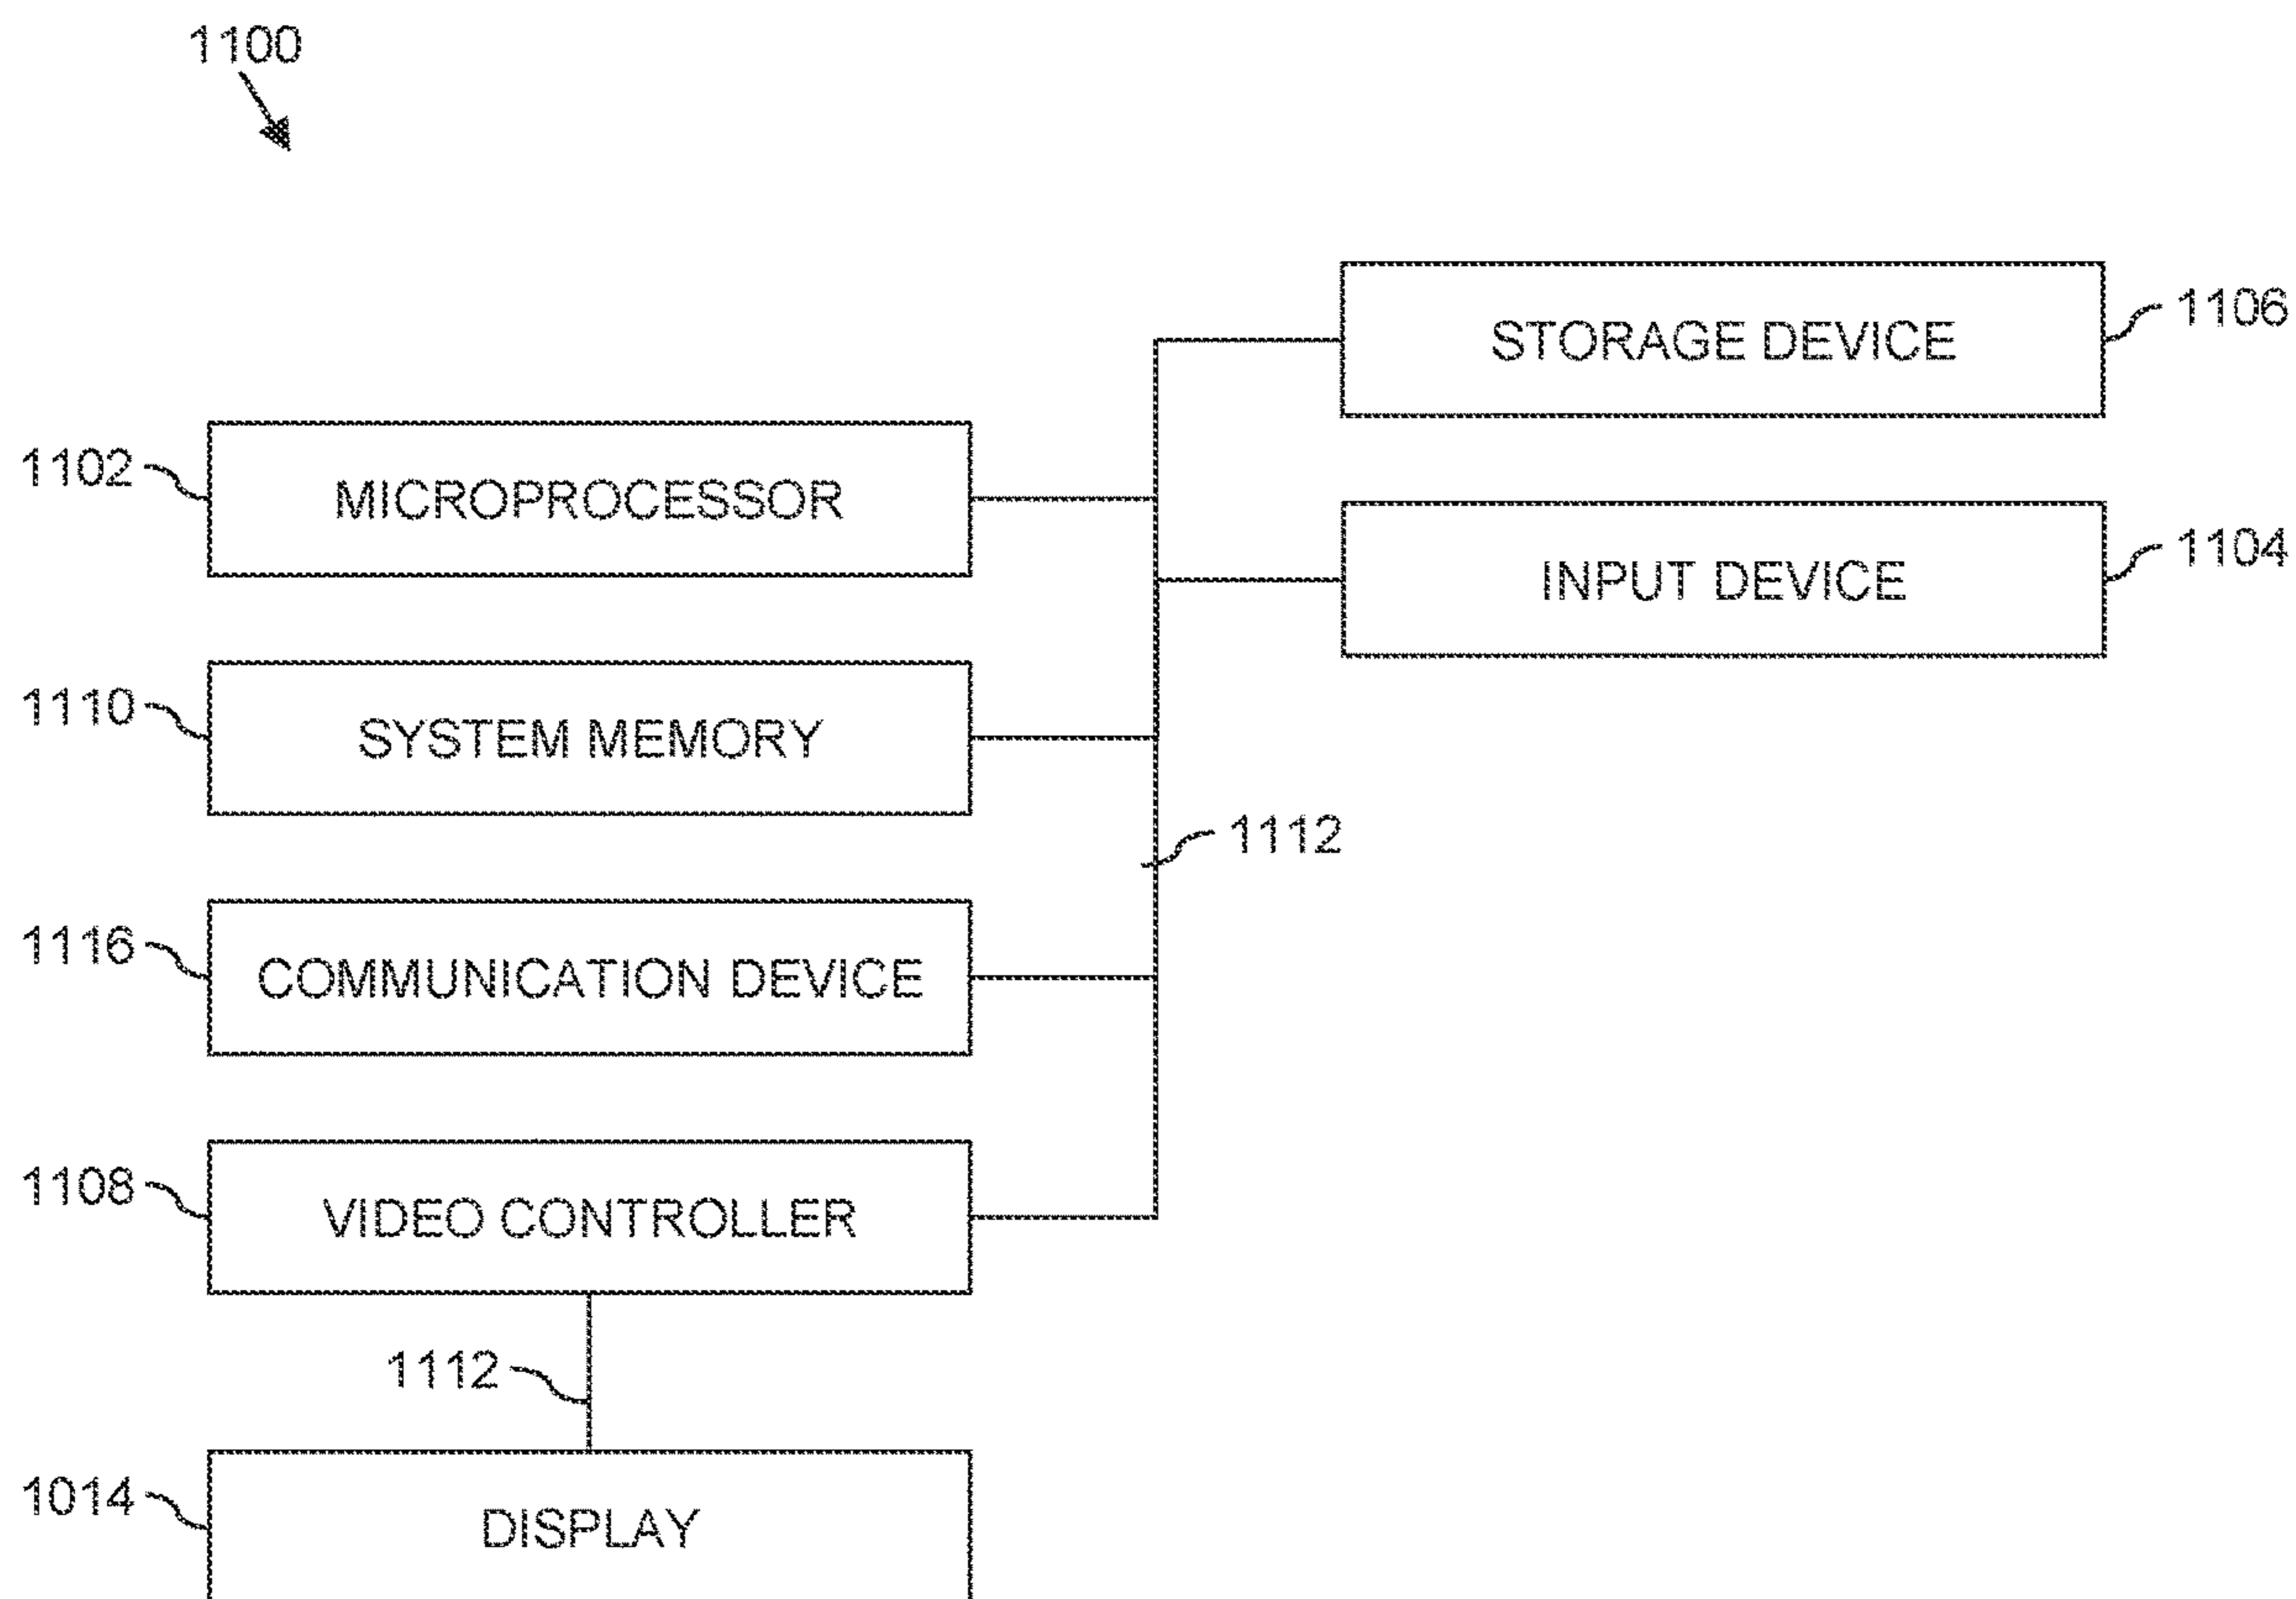 1100
STORAGE DEVICE
1106
1102
MICROPROCESSOR
INPUT DEVICE
1104
1110
SYSTEM MEMORY
1112
1116
COMMUNICATION DEVICE
1108
VIDEO CONTROLLER
1112
1014
DISPLAY